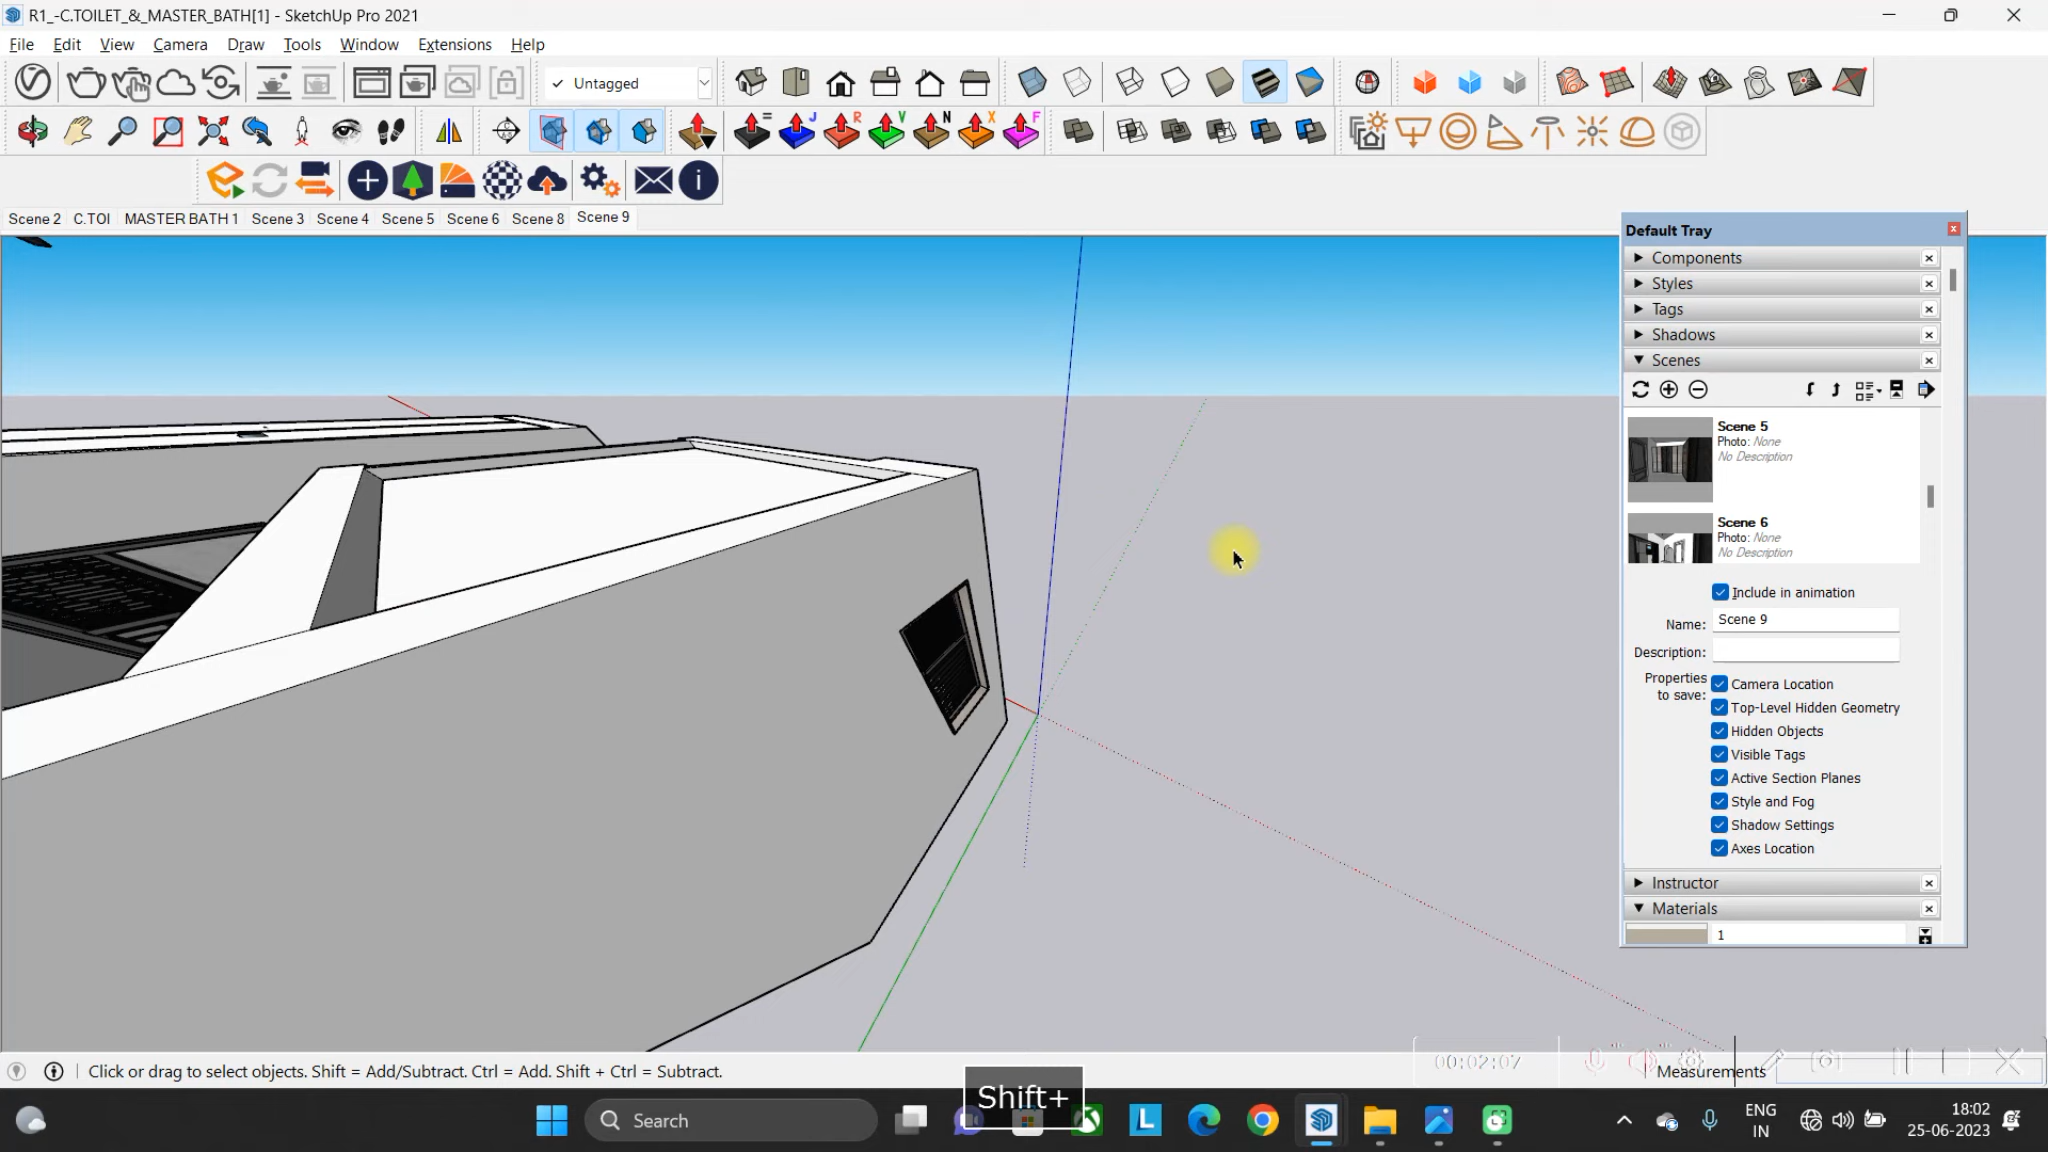 R1_-C.TOILET_&_MASTER_BATH[1] - SketchUp Pro 2021
File Edit View Camera Draw Tools Window Extensions Help
Untagged
= J R V N X F
Scene 2 C.TOI MASTER BATH 1 Scene 3 Scene 4 Scene 5 Scene 6 Scene 8 Scene 9
Default Tray
Components
Styles
Tags
Shadows
Scenes
Scene 5
Photo: None
No Description
Scene 6
Photo: None
No Description
Include in animation
Name: Scene 9
Description:
Properties to save:
Camera Location
Top-Level Hidden Geometry
Hidden Objects
Visible Tags
Active Section Planes
Style and Fog
Shadow Settings
Axes Location
Instructor
Materials
1
Click or drag to select objects. Shift = Add/Subtract. Ctrl = Add. Shift + Ctrl = Subtract.
00:02:07
Measurements
Shift+
Search
L
ENG
IN
18:02
25-06-2023